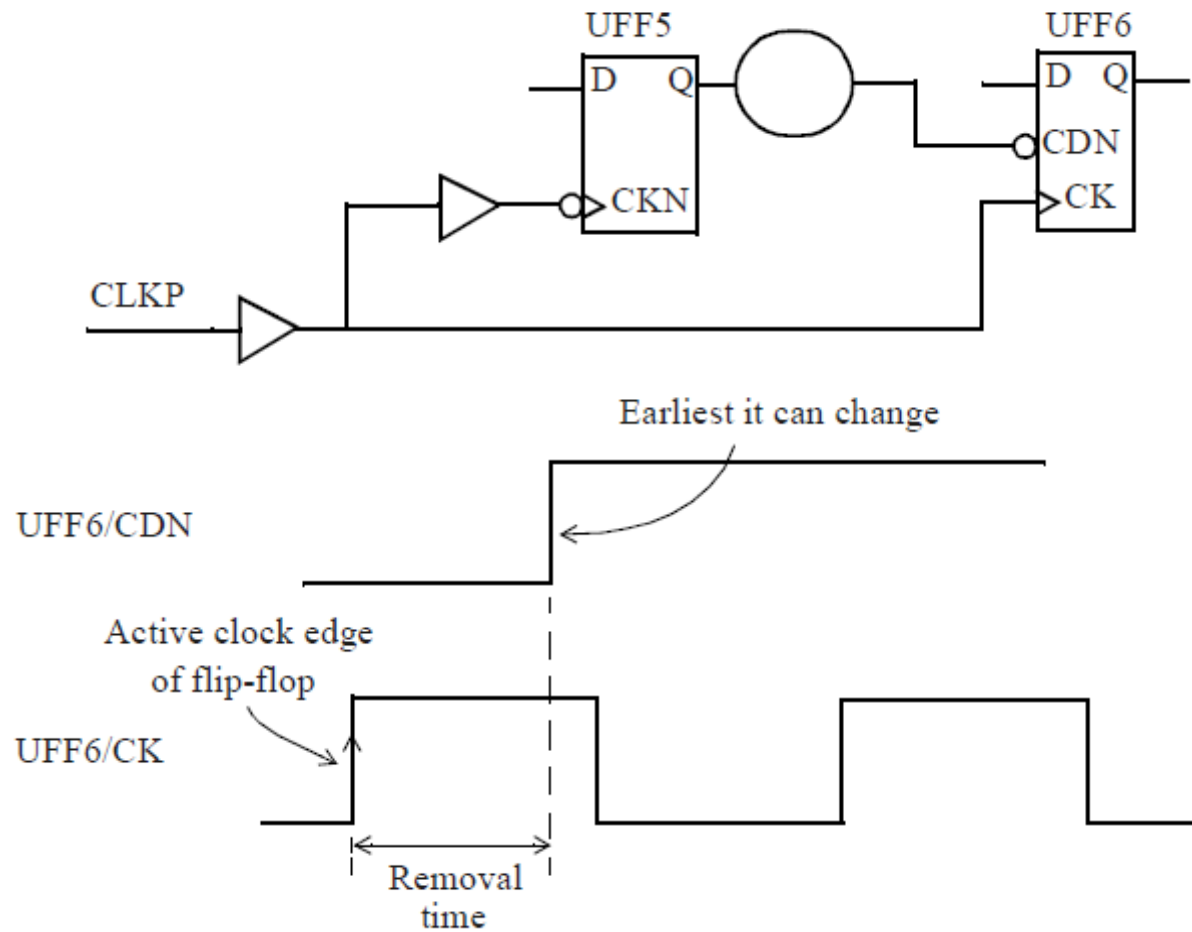 UFF5
UFF6
D Q
D Q
CDN
CKN
CK
CLKP
Earliest it can change
UFF6/CDN
Active clock edge
of flip-flop
UFF6/CK
Removal
time